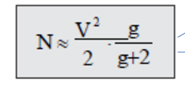 N ≈ V²/2 · g/g+2